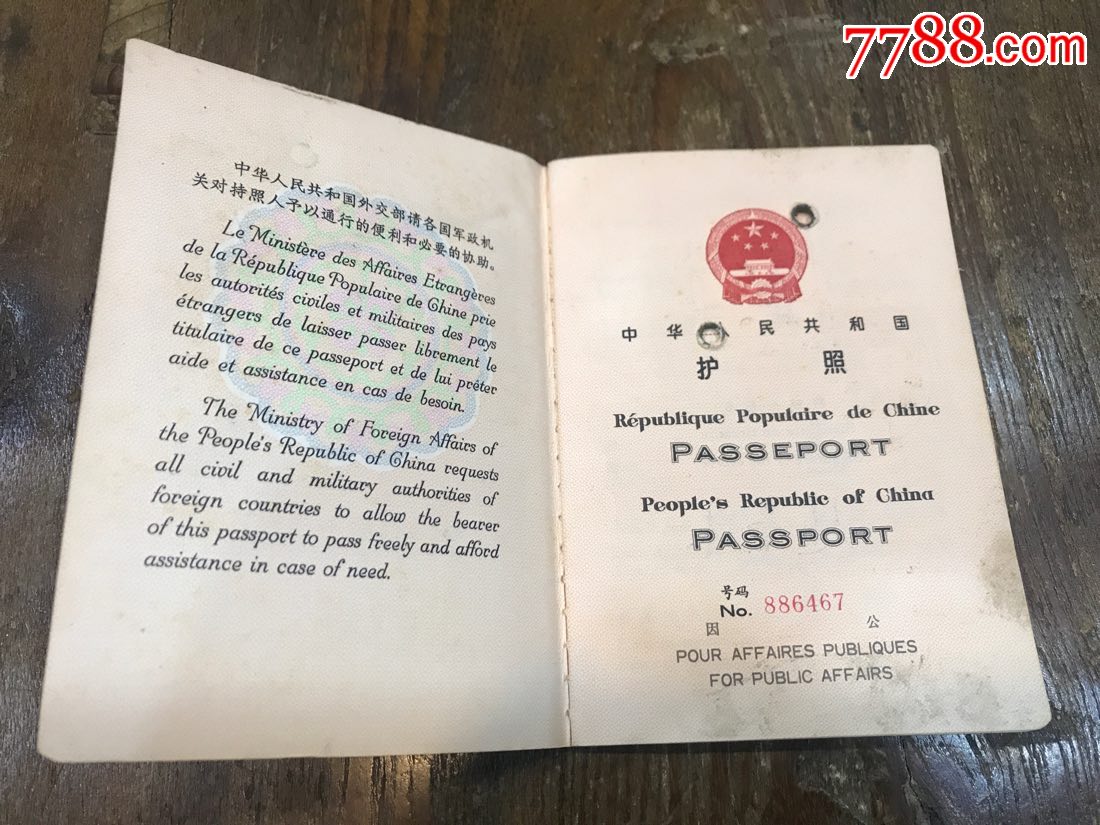 7788.com
中华人民共和国外交部请各国军政机
关对持照人予以通行的便利和必要的协助。
Le Ministère des Affaires Etrangères
de la République Populaire de Chine prie
les autorités civiles et militaires des pays
étrangers de laisser passer librement le
titulaire de ce passeport et de lui prêter
aide et assistance en cas de besoin.
The Ministry of Foreign Affairs of
the People's Republic of China requests
all civil and military authorities of
foreign countries to allow the bearer
of this passport to pass freely and afford
assistance in case of need.
中华人民共和国
护照
République Populaire de Chine
PASSEPORT
People's Republic of China
PASSPORT
号码
No. 886467
因公
POUR AFFAIRES PUBLIQUES
FOR PUBLIC AFFAIRS